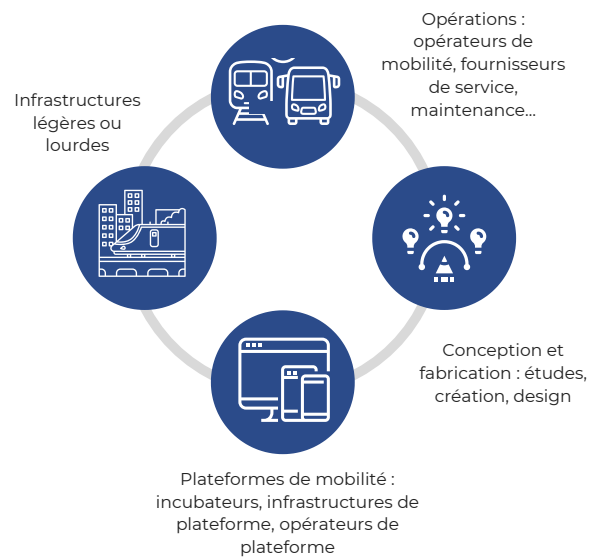 Opérations :
opérateurs de
mobilité, fournisseurs
de service,
maintenance...
Infrastructures
légères ou
lourdes
Conception et
fabrication : études,
création, design
Plateformes de mobilité :
incubateurs, infrastructures de
plateforme, opérateurs de
plateforme